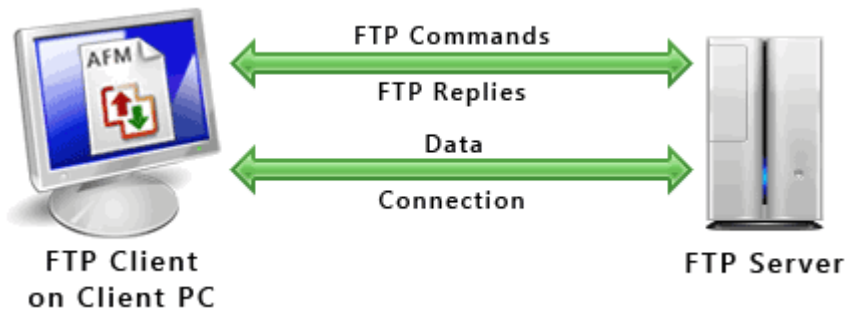 AFM
FTP Commands
FTP Replies
Data
Connection
FTP Client
on Client PC
FTP Server